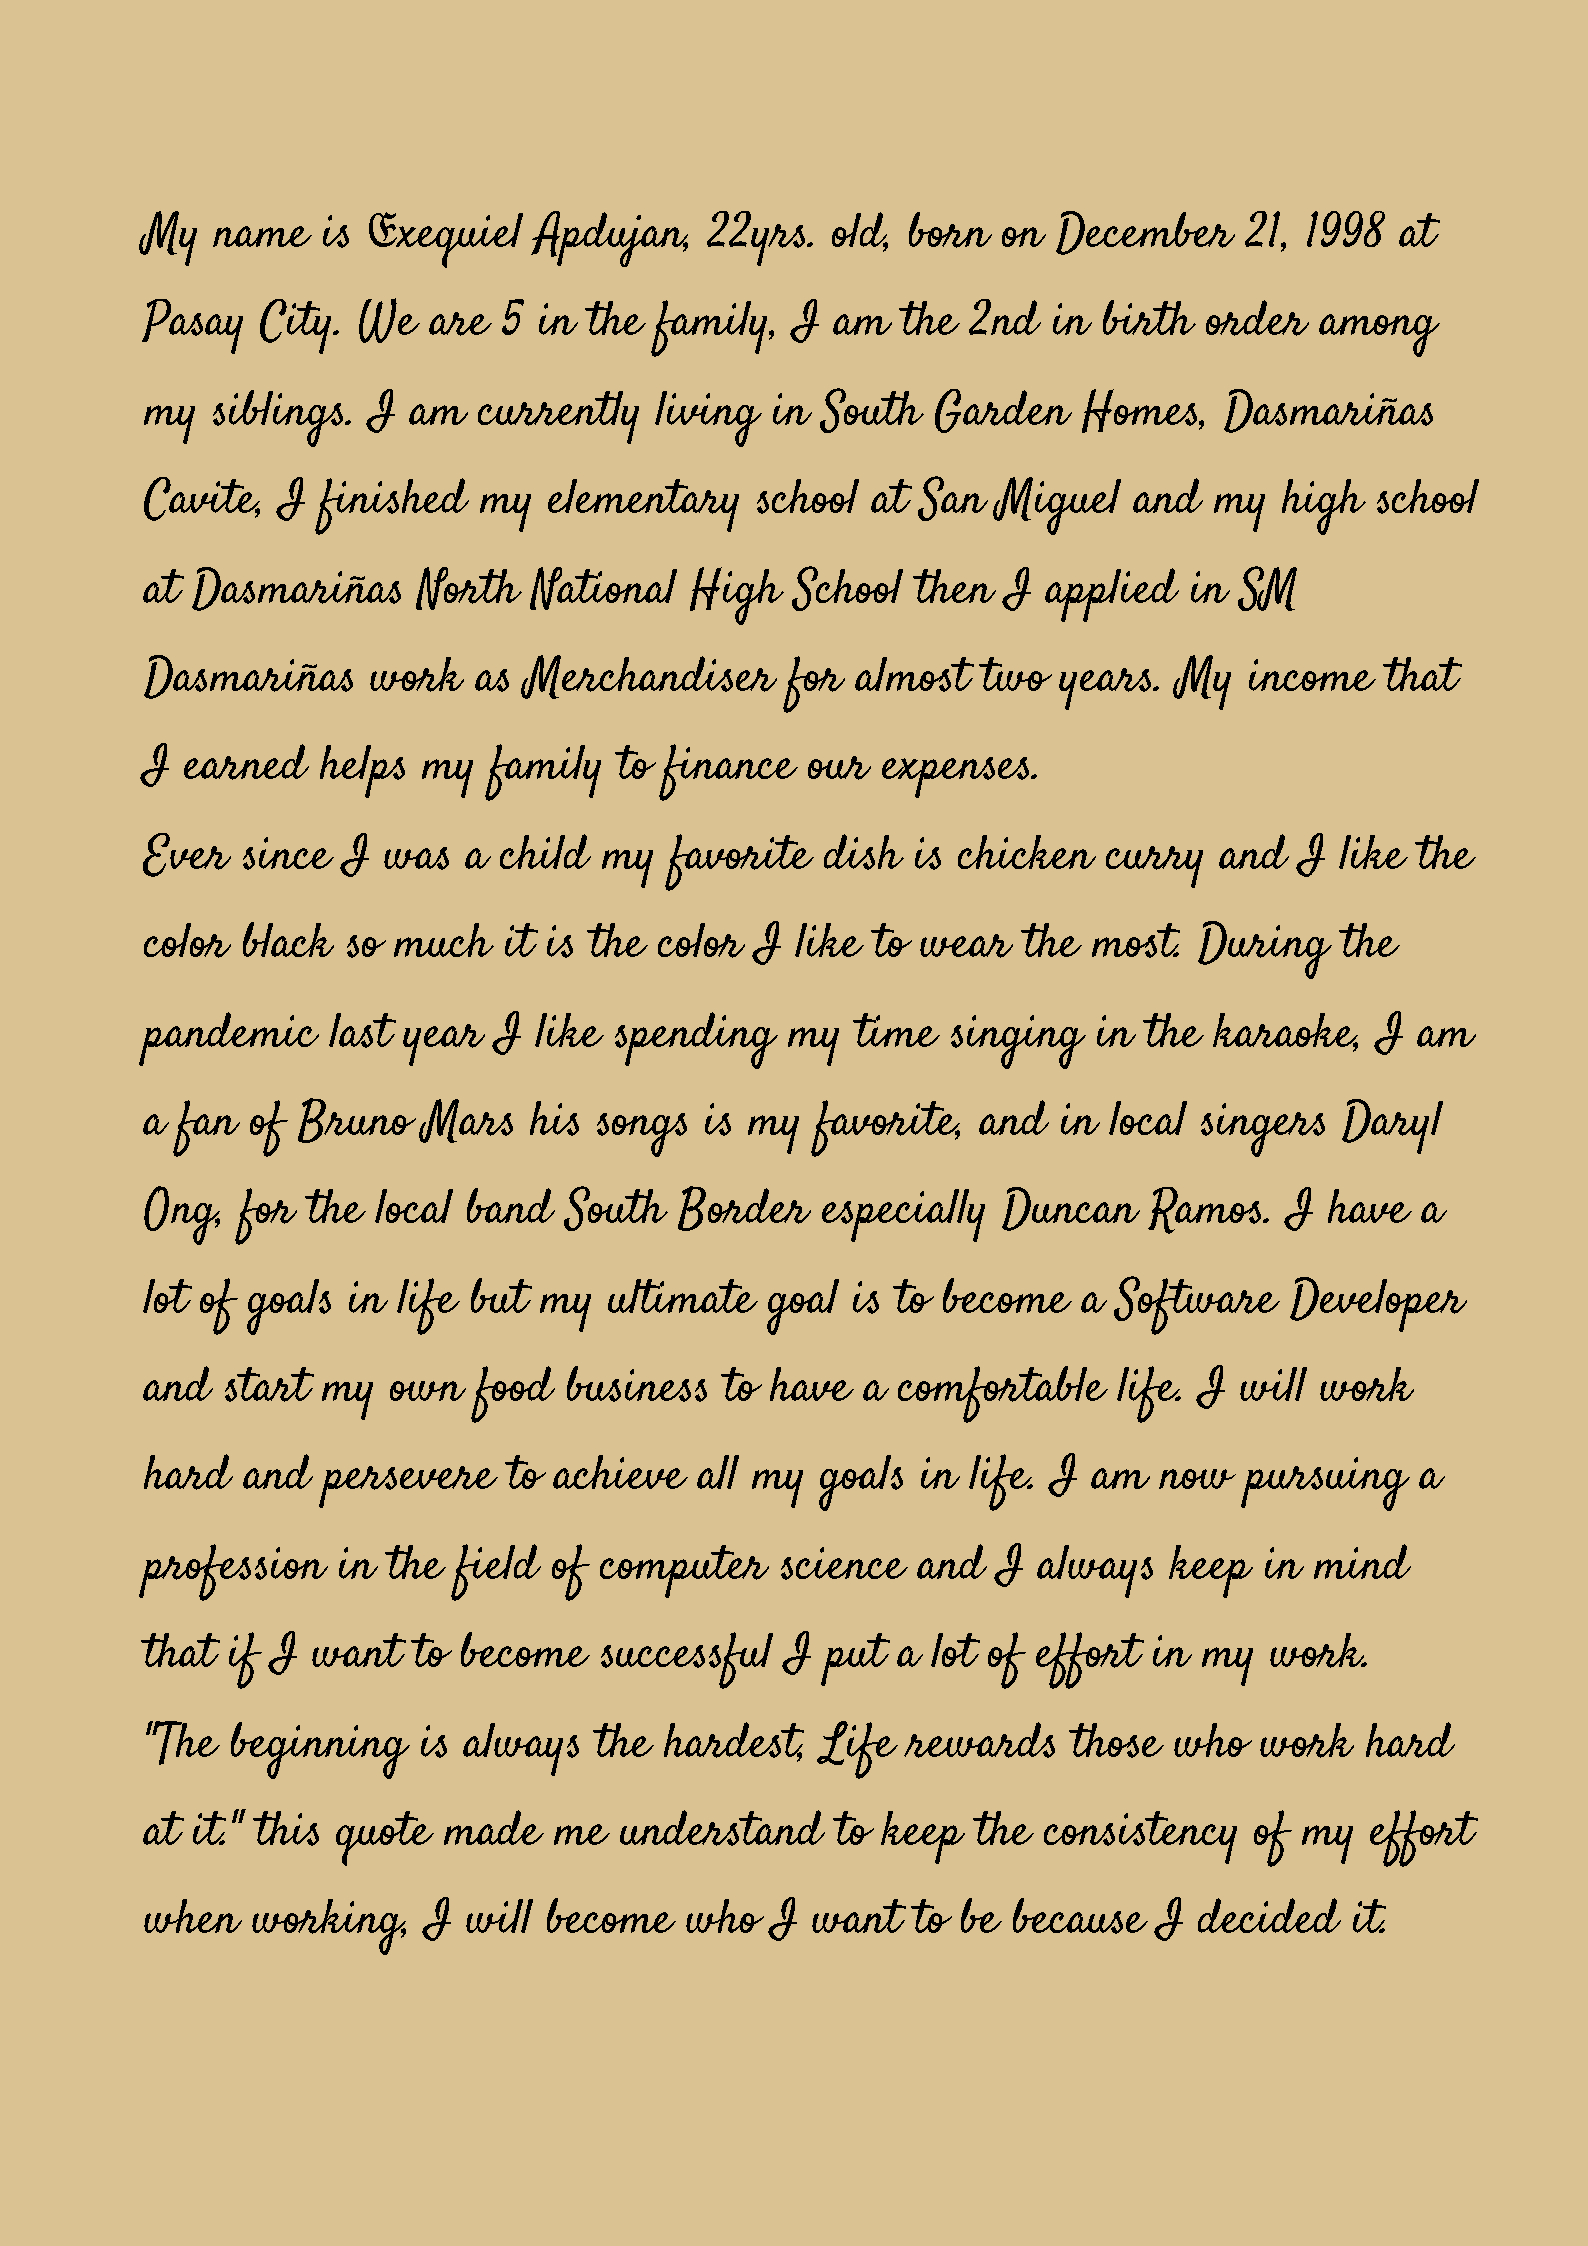 My name is Exequiel Apdujan, 22yrs. old, born on December 21, 1998 at
Pasay City. We are 5 in the family, I am the 2nd in birth order among
my siblings. I am currently living in South Garden Homes, Dasmariñas
Cavite, I finished my elementary school at San Miguel and my high school
at Dasmariñas North National High School then I applied in SM
Dasmariñas work as Merchandiser for almost two years. My income that
I earned helps my family to finance our expenses.
Ever since I was a child my favorite dish is chicken curry and I like the
color black so much it is the color I like to wear the most. During the
pandemic last year I like spending my time singing in the karaoke, I am
a fan of Bruno Mars his songs is my favorite, and in local singers Daryl
Ong, for the local band South Border especially Duncan Ramos. I have a
lot of goals in life but my ultimate goal is to become a Software Developer
and start my own food business to have a comfortable life. I will work
hard and persevere to achieve all my goals in life. I am now pursuing a
profession in the field of computer science and I always keep in mind
that if I want to become successful I put a lot of effort in my work.
"The beginning is always the hardest, Life rewards those who work hard
at it." this quote made me understand to keep the consistency of my effort
when working, I will become who I want to be because I decided it.